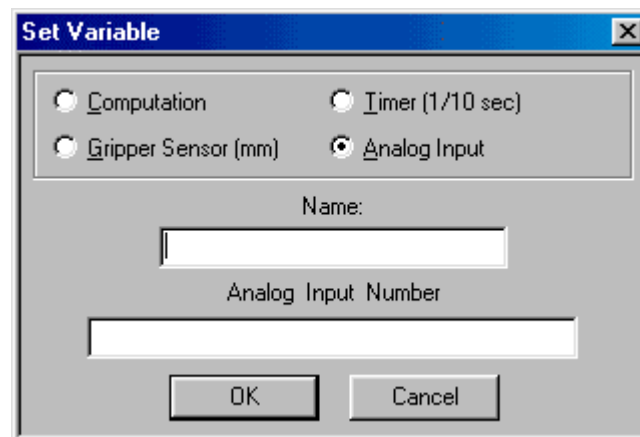 Set Variable
Computation Timer (1/10 sec)
Gripper Sensor (mm) Analog Input
Name:
Analog Input Number
OK Cancel